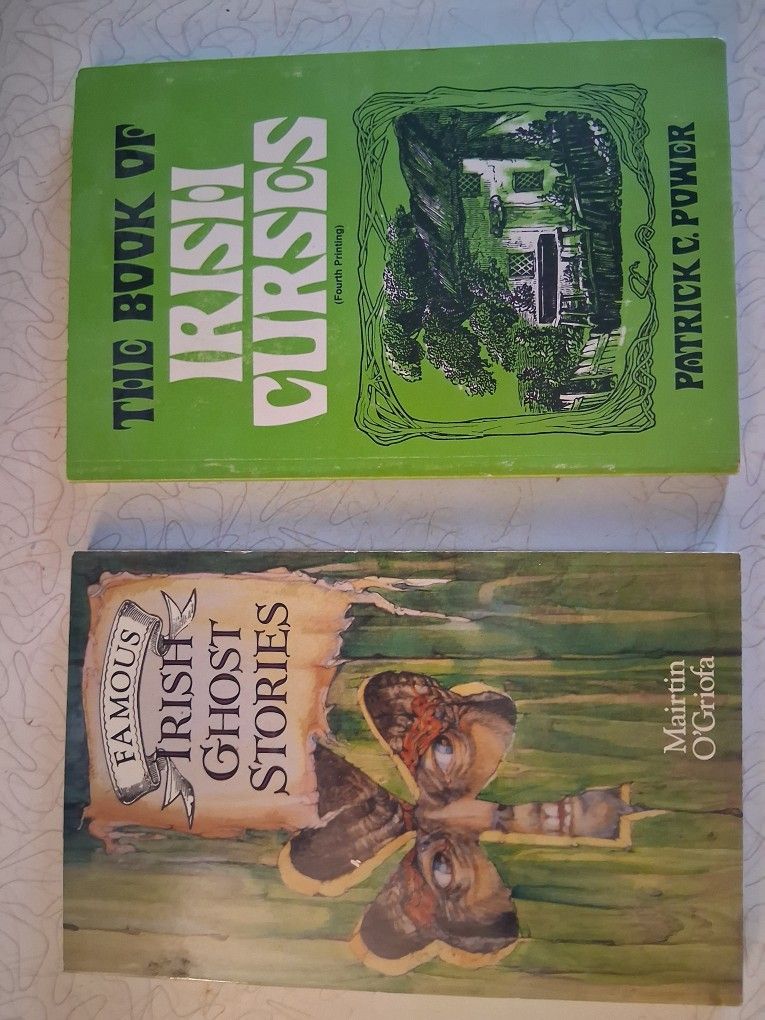 THE BOOK OF
IRISH
CURSES
(Fourth Printing)
PATRICK C. POWER
FAMOUS
IRISH
GHOST
STORIES
Mairtin
O'Griofa